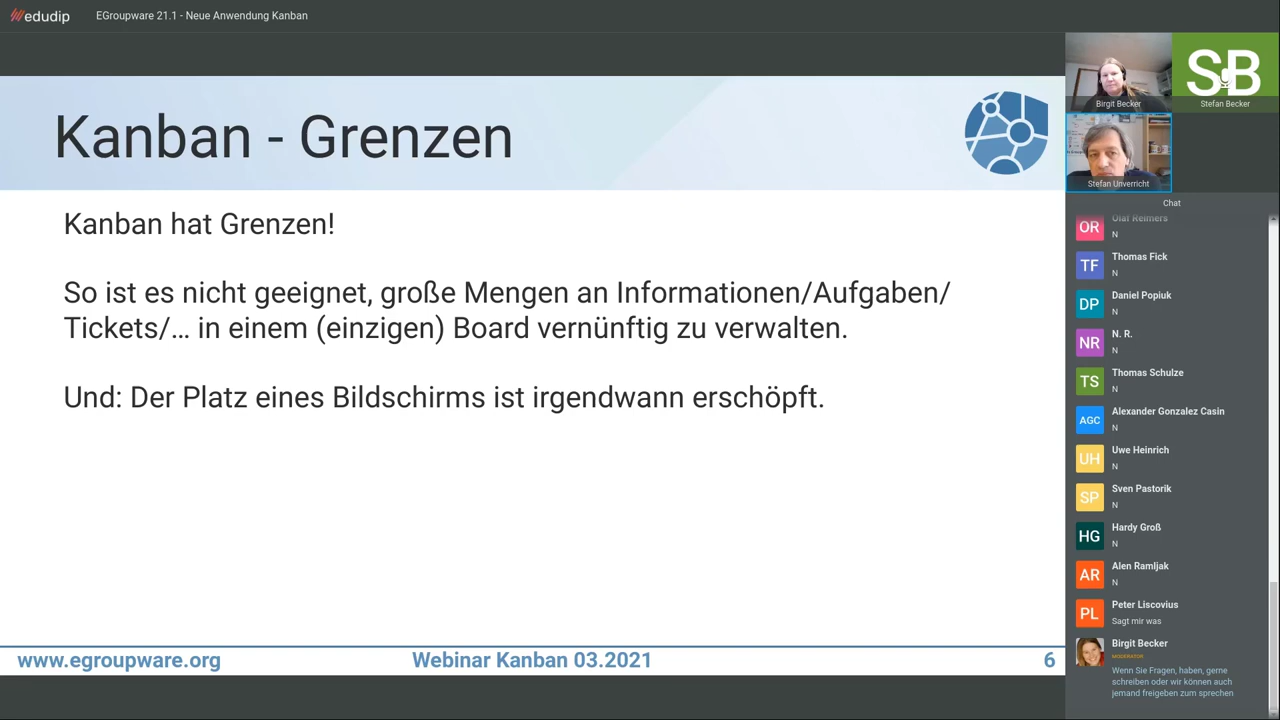 edudip
EGroupware 21.1 - Neue Anwendung Kanban
Kanban - Grenzen
Kanban hat Grenzen!
So ist es nicht geeignet, große Mengen an Informationen/Aufgaben/
Tickets/... in einem (einzigen) Board vernünftig zu verwalten.
Und: Der Platz eines Bildschirms ist irgendwann erschöpft.
www.egroupware.org
Webinar Kanban 03.2021
6
Birgit Becker
SB
Stefan Becker
Stefan Unverricht
Chat
OR
Olaf Reimers
N
TF
Thomas Fick
N
DP
Daniel Popiuk
N
NR
N. R.
N
TS
Thomas Schulze
N
AGC
Alexander Gonzalez Casin
N
UH
Uwe Heinrich
N
SP
Sven Pastorik
N
HG
Hardy Groß
N
AR
Alen Ramljak
N
PL
Peter Liscovius
Sagt mir was
Birgit Becker
MODERATOR
Wenn Sie Fragen, haben, gerne
schreiben oder wir können auch
jemand freigeben zum sprechen